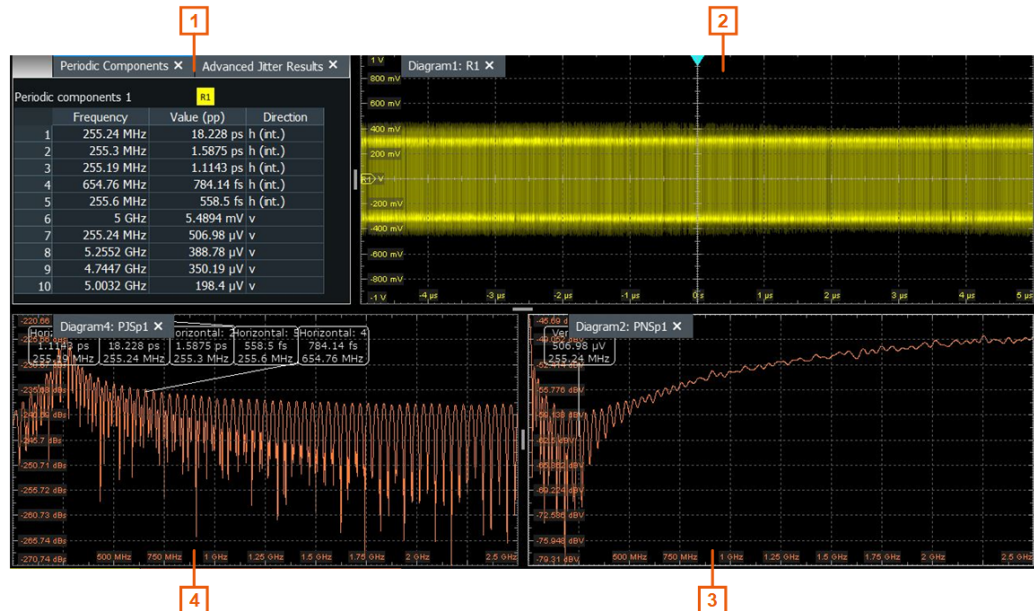 1
2
Periodic Components ×
Advanced Jitter Results ×
Periodic components 1
R1
Frequency Value (pp) Direction
1 255.24 MHz 18.228 ps h (int.)
2 255.3 MHz 1.5875 ps h (int.)
3 255.19 MHz 1.1143 ps h (int.)
4 654.76 MHz 784.14 fs h (int.)
5 255.6 MHz 558.5 fs h (int.)
6 5 GHz 5.4894 mV v
7 255.24 MHz 506.98 µV v
8 5.2552 GHz 388.78 µV v
9 4.7447 GHz 350.19 µV v
10 5.0032 GHz 198.4 µV v
1 V
Diagram1: R1 ×
800 mV
600 mV
400 mV
200 mV
R1 V
-200 mV
-400 mV
-600 mV
-800 mV
-1 V
-4 µs -3 µs -2 µs -1 µs 0 s 1 µs 2 µs 3 µs 4 µs 5 µs
Diagram4: PJSp1 ×
Horizontal: 5
Horizontal: 4
1.1143 ps 18.228 ps 1.5875 ps 558.5 fs 784.14 fs
255.19 MHz 255.24 MHz 255.3 MHz 255.6 MHz 654.76 MHz
-220.66
-235.68 dBs
-245.7 dBs
-250.71 dBs
-255.72 dBs
-260.73 dBs
-265.74 dBs
-270.74 dBs
500 MHz 750 MHz 1 GHz 1.25 GHz 1.5 GHz 1.75 GHz 2 GHz 2.5 GHz
Diagram2: PNSp1 ×
506.98 µV
255.24 MHz
-55.776 dBV
-72.586 dBV
-75.948 dBV
-79.31 dBV
500 MHz 750 MHz 1 GHz 1.25 GHz 1.5 GHz 1.75 GHz 2 GHz 2.5 GHz
4
3